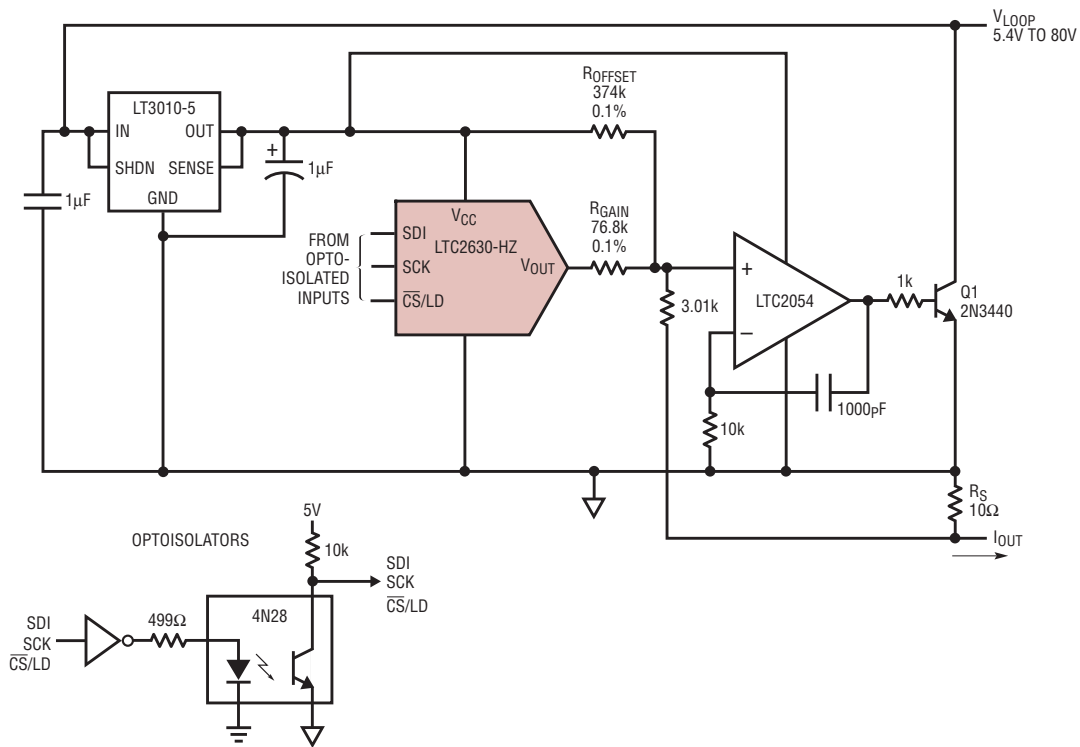 VLOOP
5.4V TO 80V
LT3010-5
IN
OUT
SHDN
SENSE
GND
1µF
+
1µF
ROFFSET
374k
0.1%
RGAIN
76.8k
0.1%
FROM
OPTO-
ISOLATED
INPUTS
SDI
SCK
CS/LD
VCC
LTC2630-HZ
VOUT
3.01k
+
–
LTC2054
1k
Q1
2N3440
10k
1000PF
RS
10Ω
IOUT
OPTOISOLATORS
5V
10k
SDI
SCK
CS/LD
4N28
499Ω
SDI
SCK
CS/LD